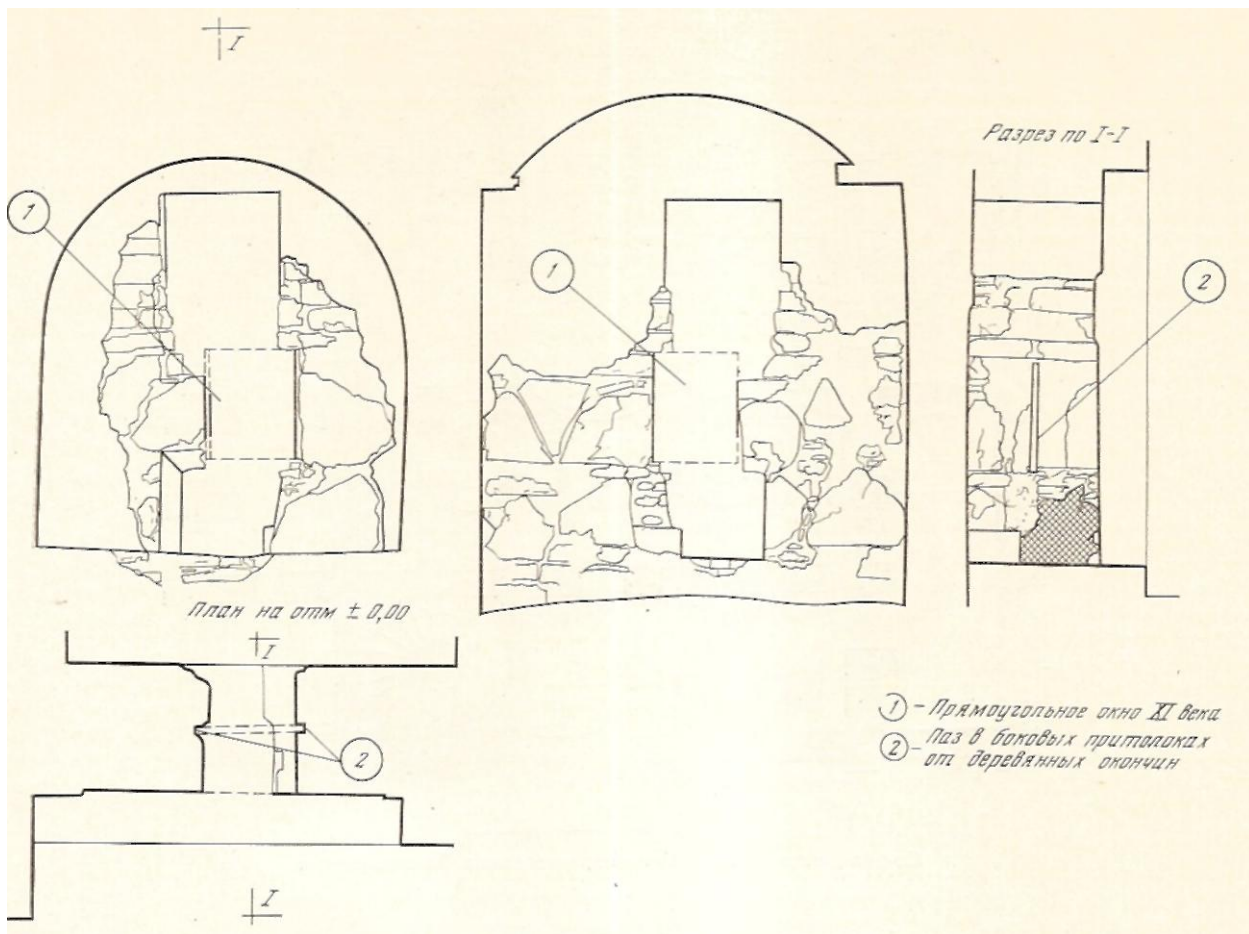 I
1
1
Разрез по I-I
2
План на отм ± 0,00
I
2
I
1 - Прямоугольное окно XI века
2 - Паз в боковых притолоках
от деревянных окончин